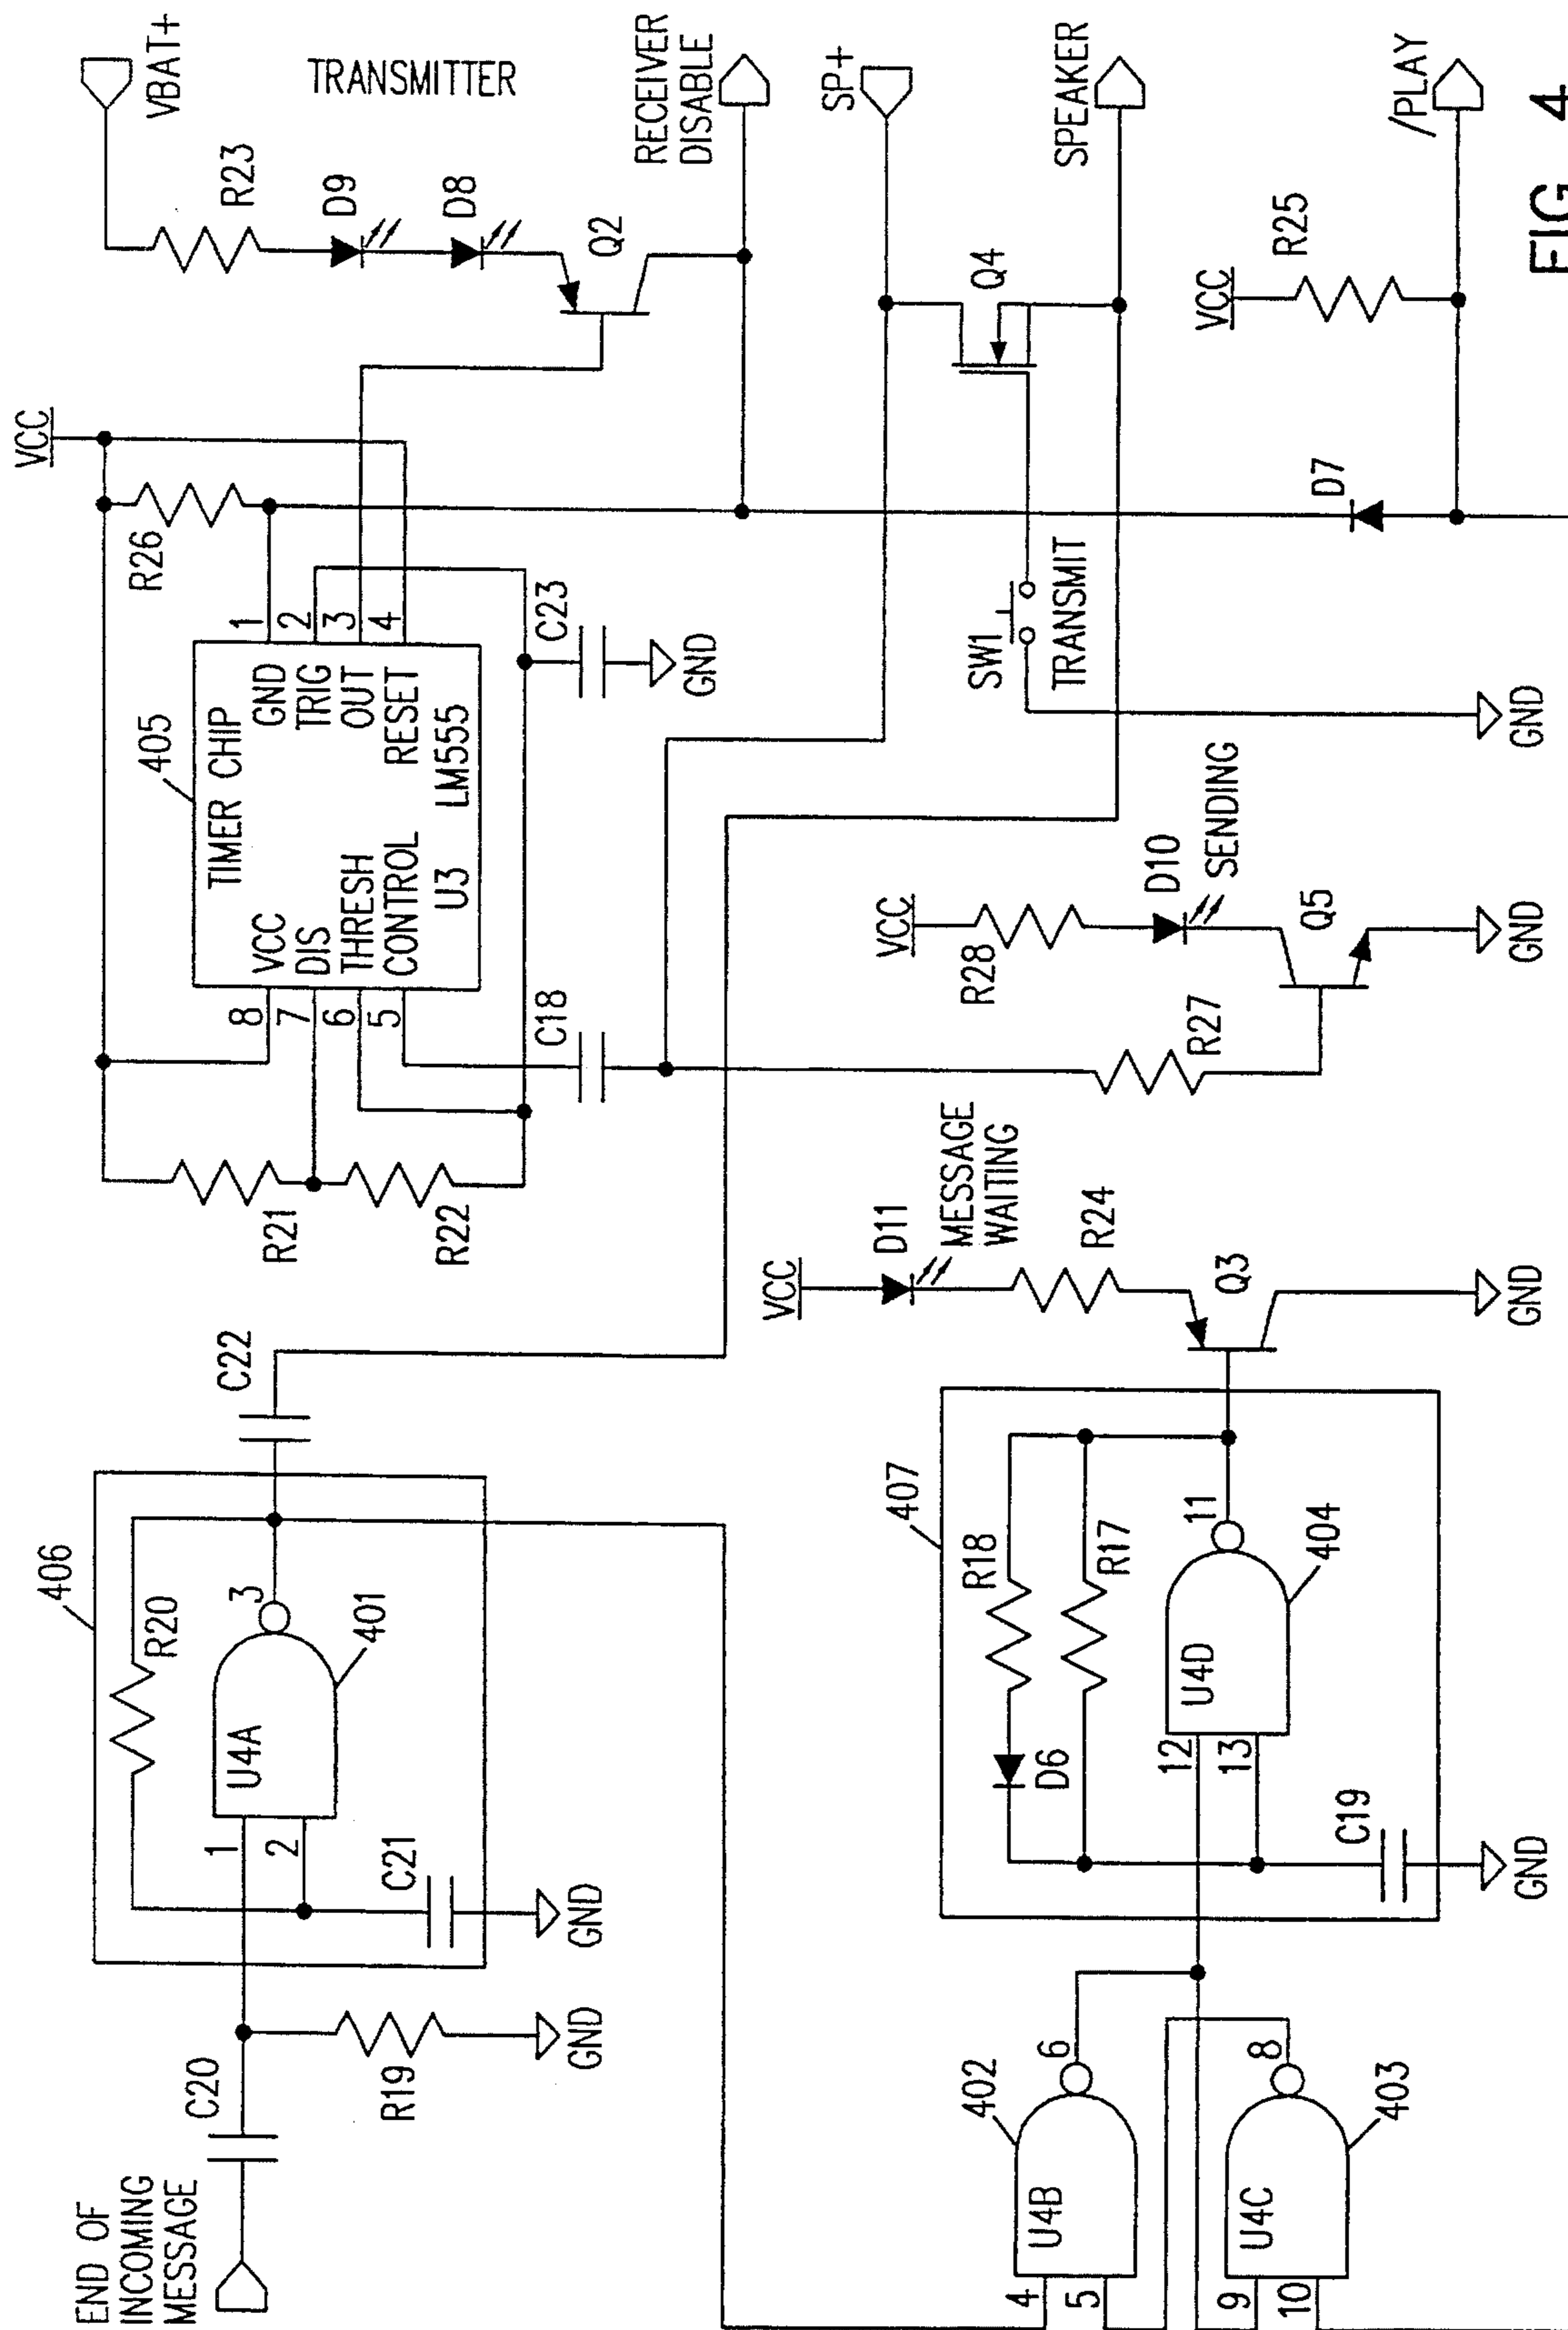 END OF
INCOMING
MESSAGE
C20
R19
GND
406
R20
1
2
U4A
3
401
C21
GND
C22
VCC
R21
R22
405
TIMER CHIP
8
VCC
7
DIS
6
THRESH
5
CONTROL
GND
1
TRIG
2
OUT
3
RESET
4
U3
LM555
R26
C18
C23
GND
VBAT+
TRANSMITTER
R23
D9
D8
Q2
RECEIVER
DISABLE
SP+
SPEAKER
Q4
SW1
TRANSMIT
GND
VCC
R28
D10
SENDING
R27
Q5
GND
VCC
R25
/PLAY
D7
VCC
D11
MESSAGE
WAITING
R24
Q3
GND
407
R18
D6
R17
12
13
U4D
11
404
C19
GND
402
4
5
U4B
6
9
10
U4C
8
403
FIG. 4